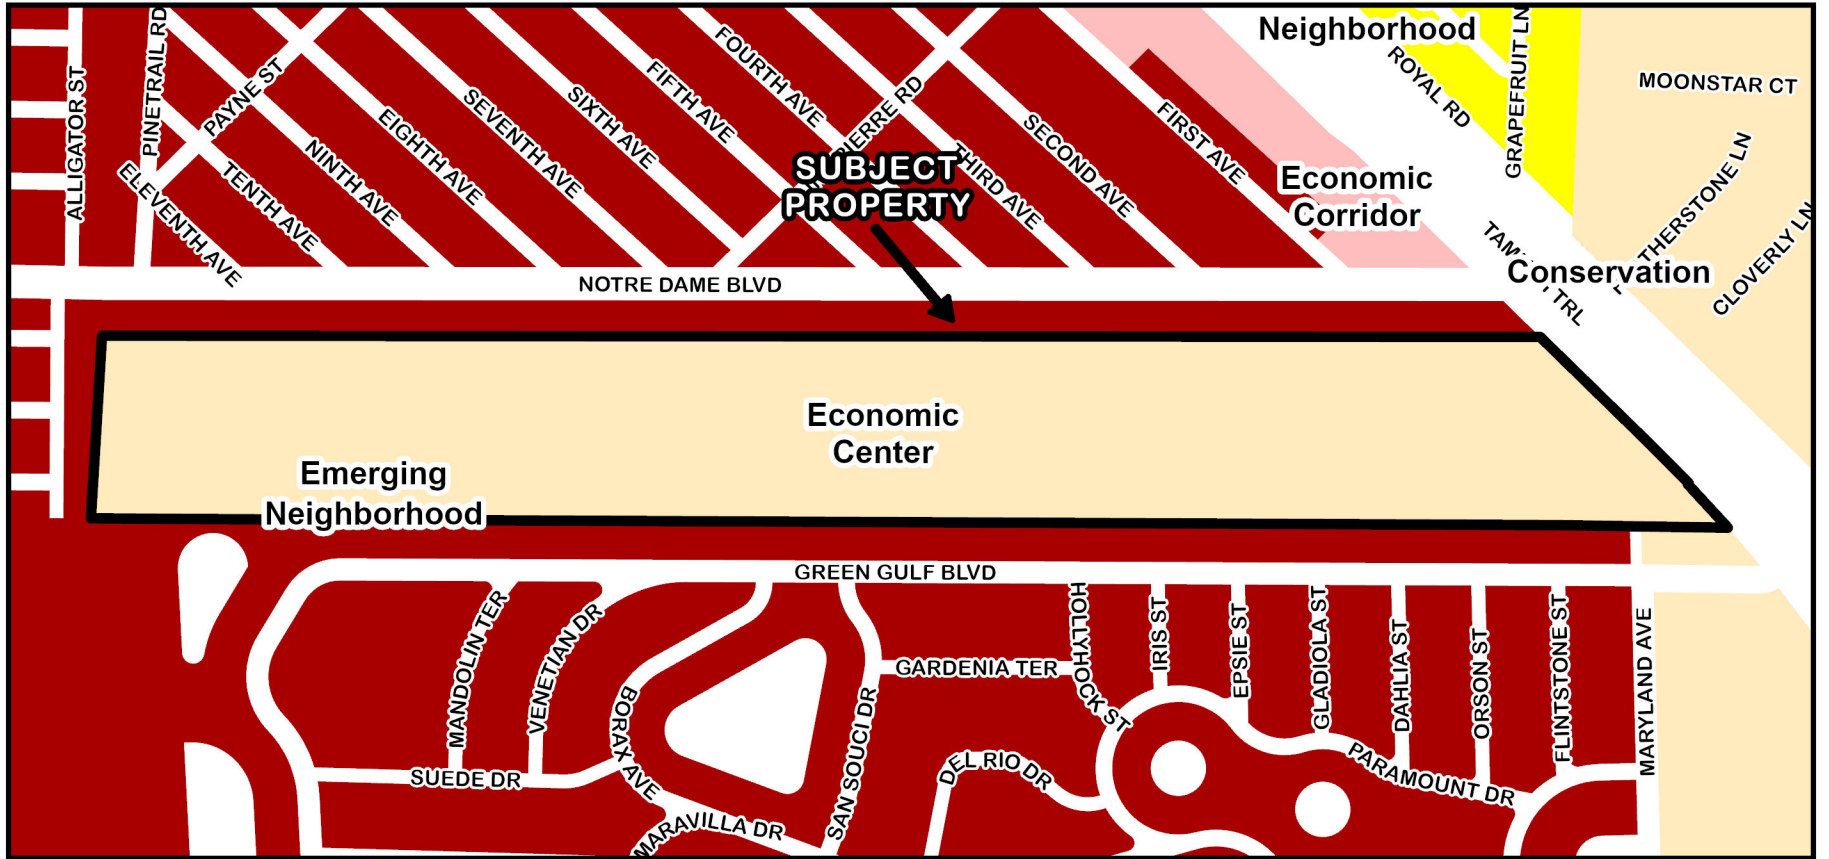 Neighborhood
ROYAL RD
GRAPEFRUIT LN
MOONSTAR CT
PINETRAIL RD
ALLIGATOR ST
PAYNE ST
ELEVENTH AVE
TENTH AVE
NINTH AVE
EIGHTH AVE
SEVENTH AVE
SIXTH AVE
FIFTH AVE
FOURTH AVE
PIERRE RD
THIRD AVE
SECOND AVE
FIRST AVE
SUBJECT
PROPERTY
Economic
Corridor
THERSTONE LN
CLOVERLY LN
TRL
Conservation
NOTRE DAME BLVD
Economic
Center
Emerging
Neighborhood
GREEN GULF BLVD
MANDOLIN TER
VENETIAN DR
BORAX AVE
SUEDE DR
MARAVILLA DR
SAN SOUCI DR
GARDENIA TER
DEL RIO DR
HOLLYHOCK ST
IRIS ST
EPSIE ST
GLADIOLA ST
DAHLIA ST
ORSON ST
FLINTSTONE ST
MARYLAND AVE
PARAMOUNT DR